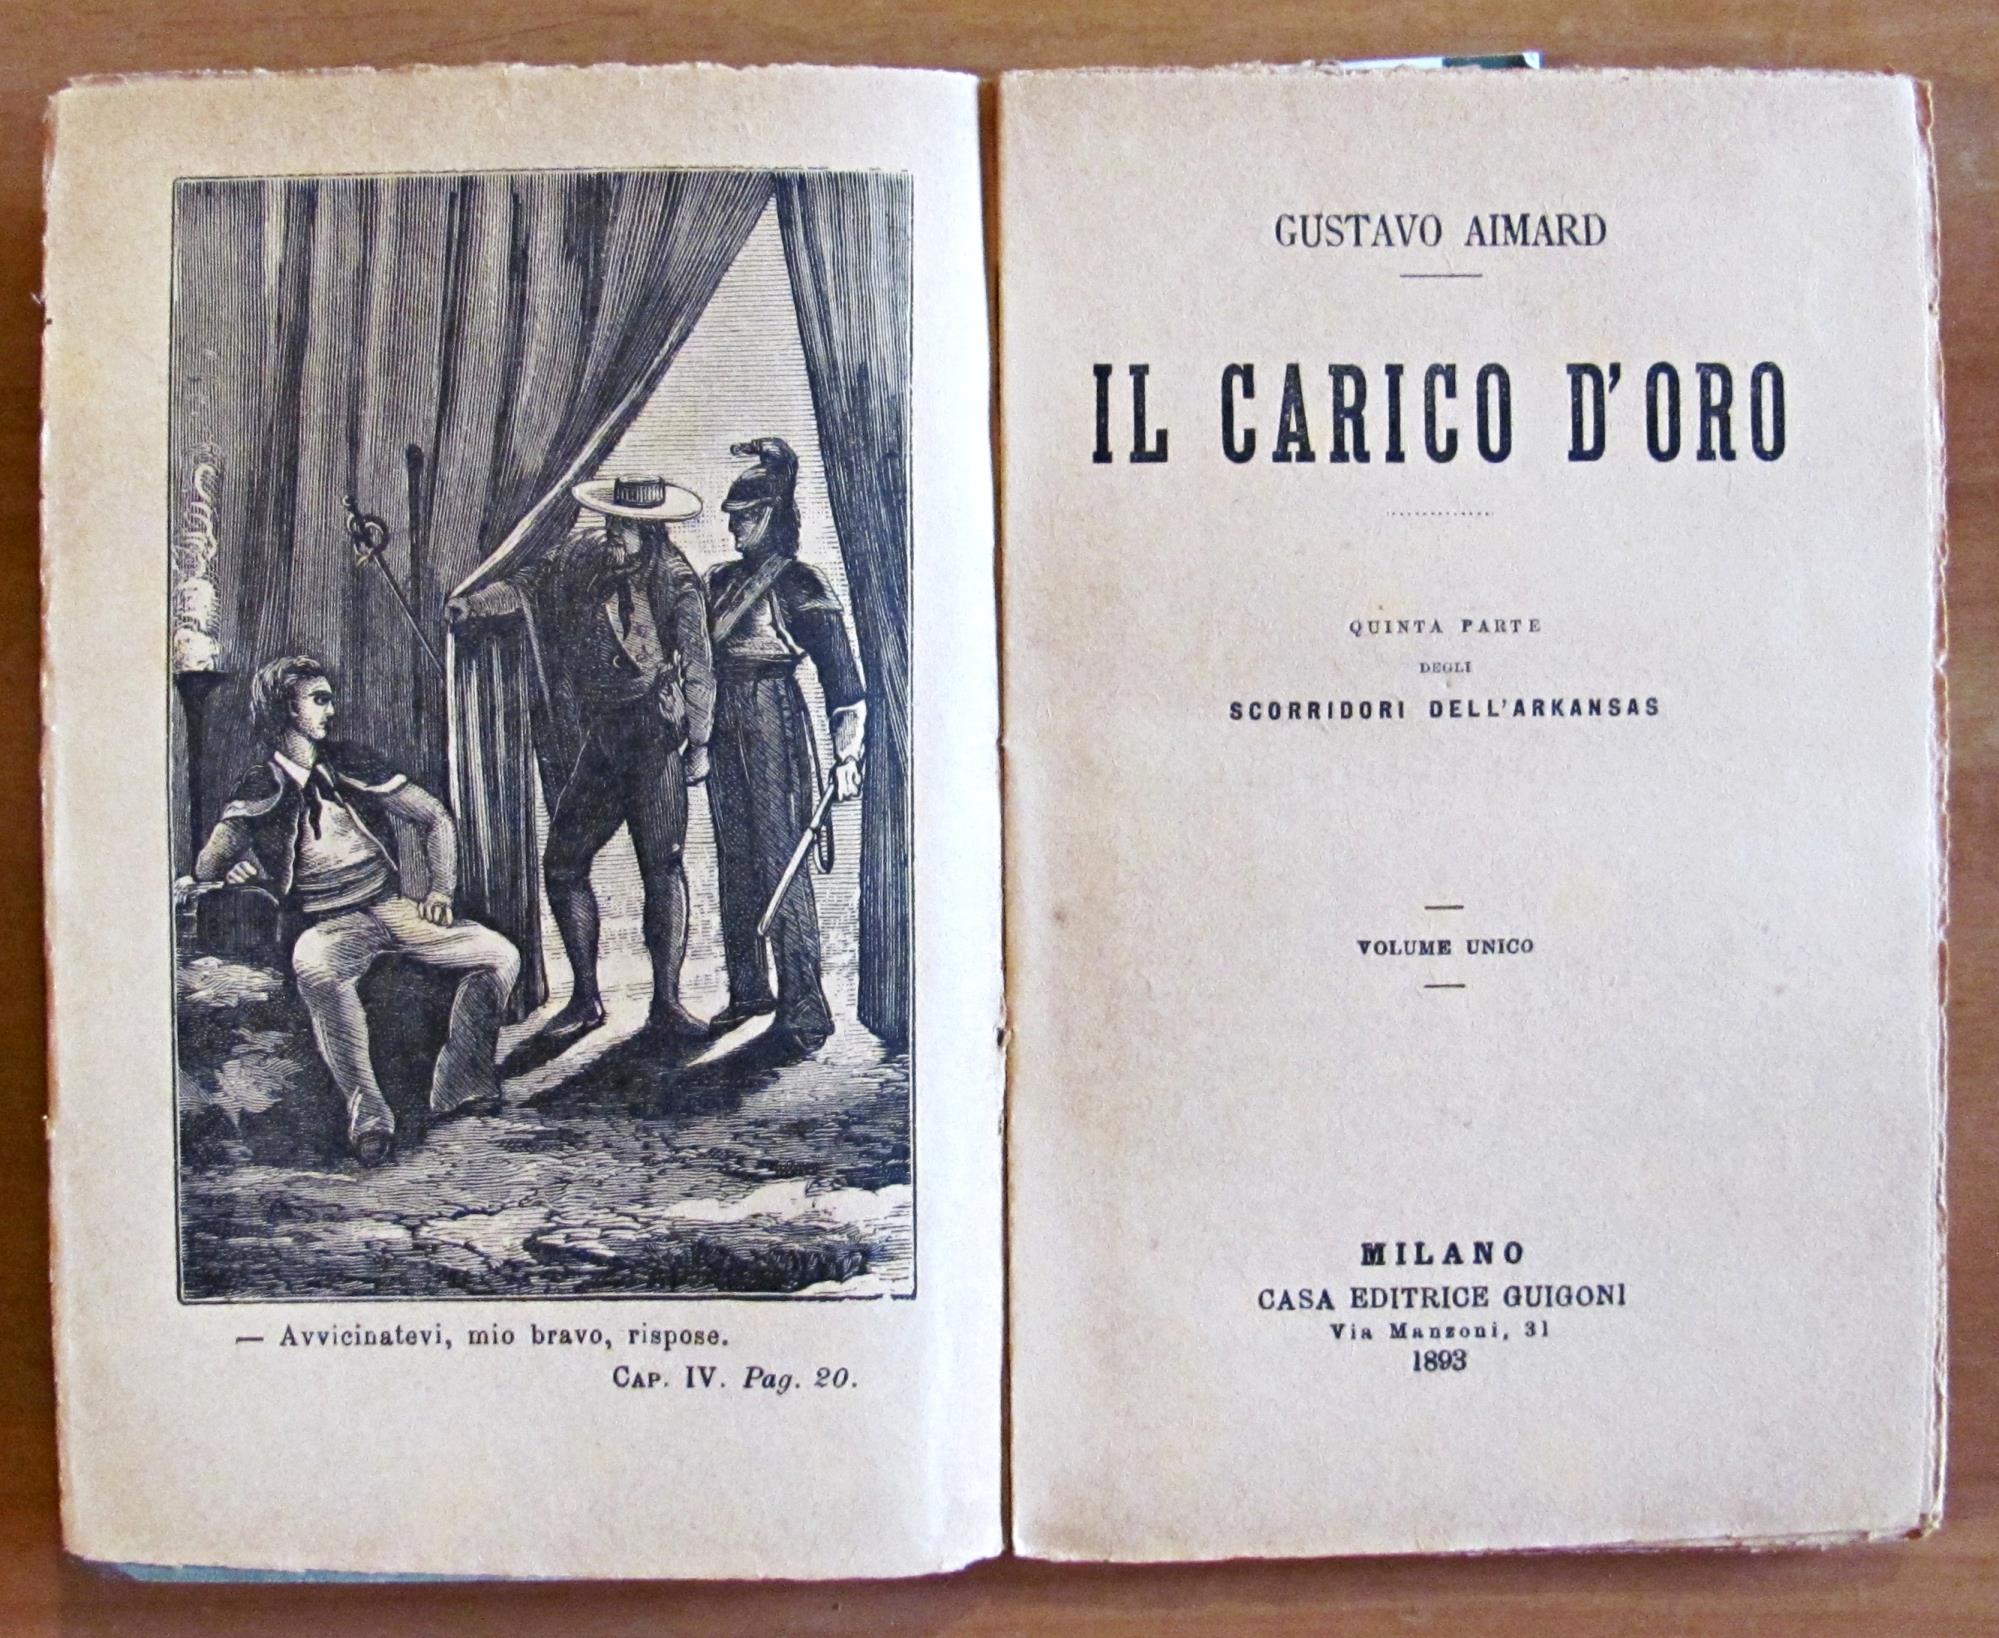 — Avvicinatevi, mio bravo, rispose.
CAP. IV. Pag. 20.
GUSTAVO AIMARD
IL CARICO D'ORO
QUINTA PARTE
DEGLI
SCORRIDORI DELL'ARKANSAS
VOLUME UNICO
MILANO
CASA EDITRICE GUIGONI
Via Manzoni, 31
1893